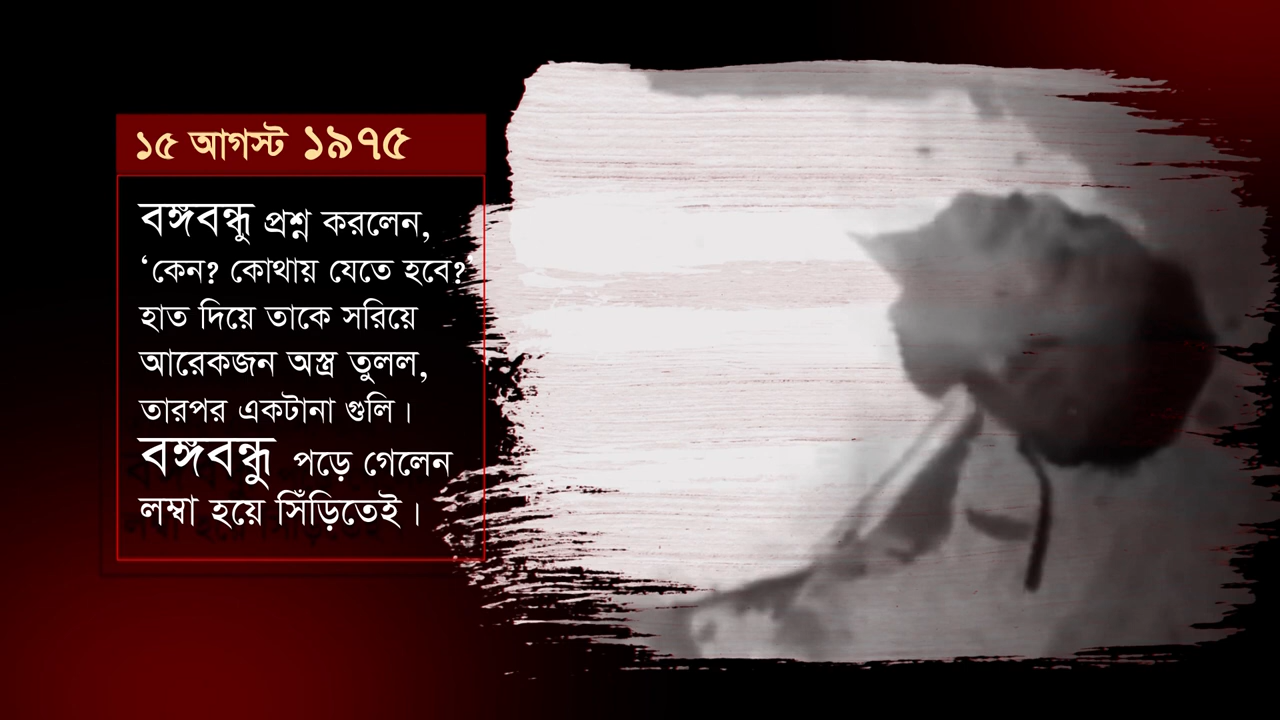 ১৫ আগস্ট ১৯৭৫
বঙ্গবন্ধু প্রশ্ন করলেন,
‘কেন? কোথায় যেতে হবে?’
হাত দিয়ে তাকে সরিয়ে
আরেকজন অস্ত্র তুলল,
তারপর একটানা গুলি।
বঙ্গবন্ধু পড়ে গেলেন
লম্বা হয়ে সিঁড়িতেই।